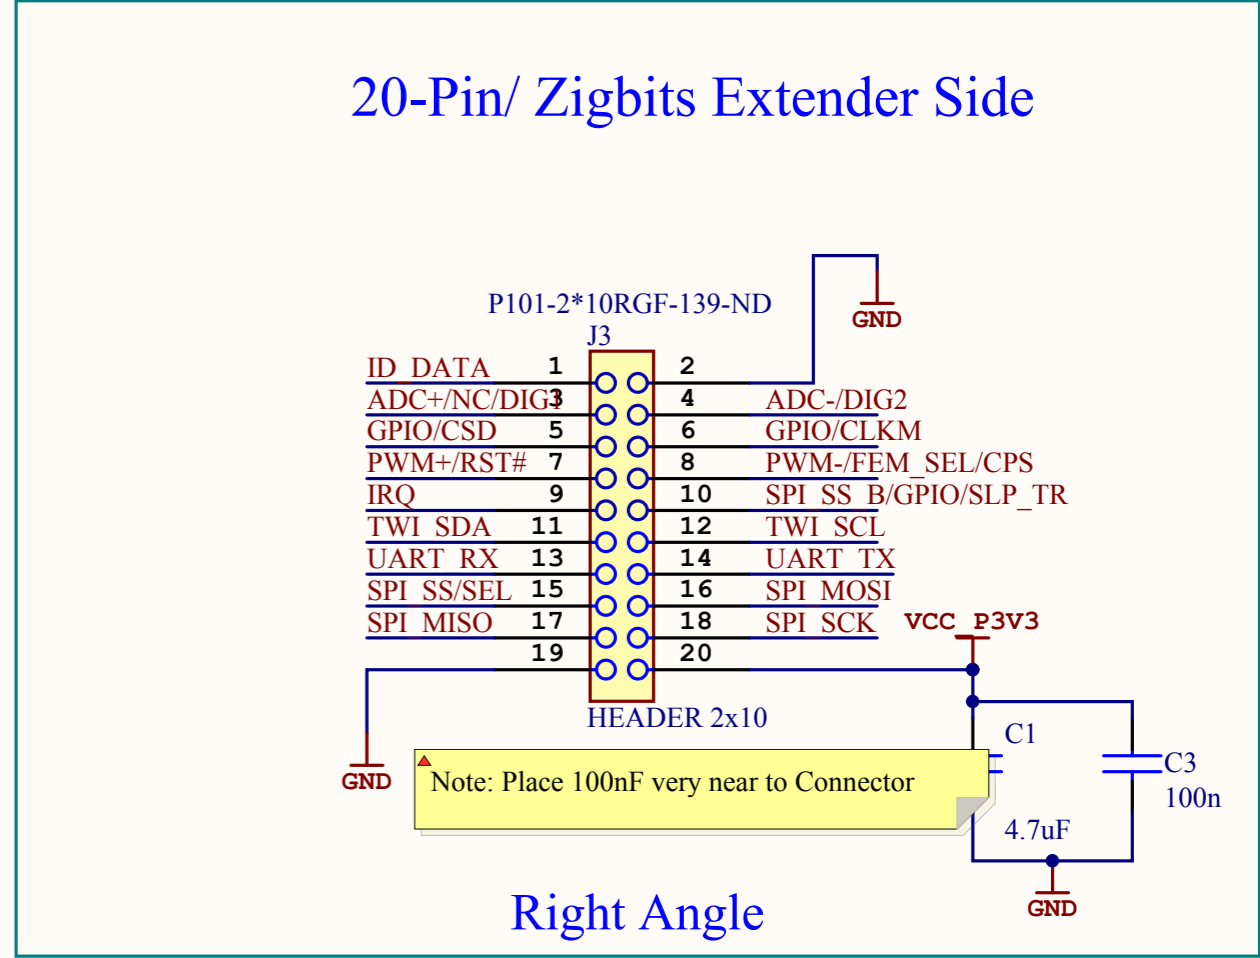 20-Pin/ Zigbits Extender Side
P101-2*10RGF-139-ND
GND
J3
ID_DATA 1 2
ADC+/NC/DIG1 3 4 ADC-/DIG2
GPIO/CSD 5 6 GPIO/CLKM
PWM+/RST# 7 8 PWM-/FEM_SEL/CPS
IRQ 9 10 SPI_SS_B/GPIO/SLP_TR
TWI_SDA 11 12 TWI_SCL
UART_RX 13 14 UART_TX
SPI_SS/SEL 15 16 SPI_MOSI
SPI_MISO 17 18 SPI_SCK VCC_P3V3
19 20
HEADER 2x10
C1
GND
Note: Place 100nF very near to Connector
C3
100n
4.7uF
GND
Right Angle